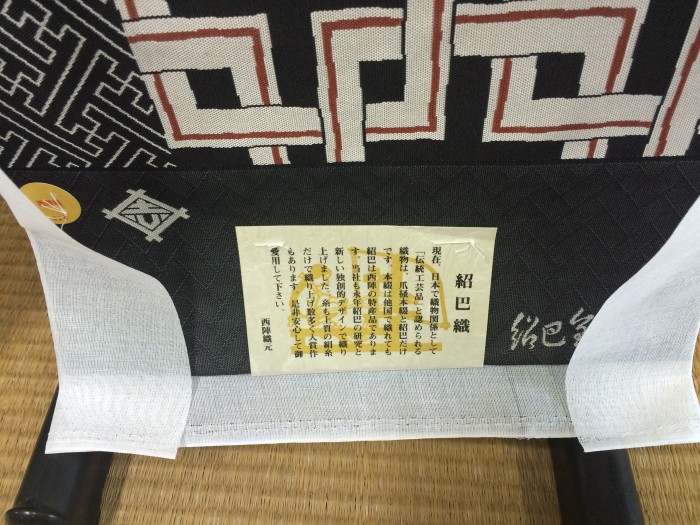 紹巴織
現在、日本で織物関係として
「伝統工芸品」と認められる
織物は、爪掻本綴と紹巴だけ
です。本綴は他国で織れても
紹巴は西陣の特産品でありま
す。当社も永年紹巴の研究と
新しい独創的デザインで織り
上げました。糸も上質の絹糸
だけで織り上げ数多く入賞作
もあります。是非安心して御
愛用して下さい。
西陣織元
紹巴